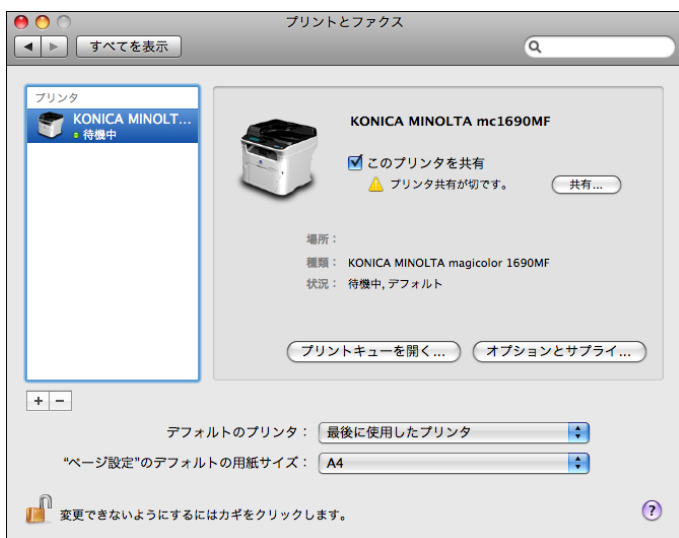 プリントとファクス
すべてを表示
プリンタ
KONICA MINOLT...
待機中
KONICA MINOLTA mc1690MF
このプリンタを共有
プリンタ共有が切です。
共有...
場所：
種類： KONICA MINOLTA magicolor 1690MF
状況： 待機中, デフォルト
プリントキューを開く... オプションとサプライ...
+ −
デフォルトのプリンタ： 最後に使用したプリンタ
“ページ設定”のデフォルトの用紙サイズ： A4
変更できないようにするにはカギをクリックします。
?